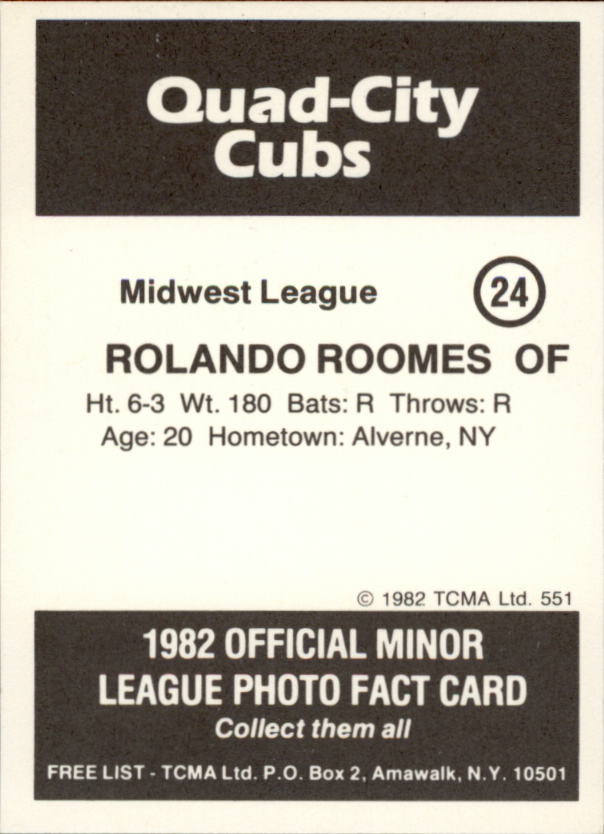 Quad-City
Cubs
Midwest League 24
ROLANDO ROOMES OF
Ht. 6-3 Wt. 180 Bats: R Throws: R
Age: 20 Hometown: Alverne, NY
© 1982 TCMA Ltd. 551
1982 OFFICIAL MINOR
LEAGUE PHOTO FACT CARD
Collect them all
FREE LIST - TCMA Ltd. P.O. Box 2, Amawalk, N.Y. 10501